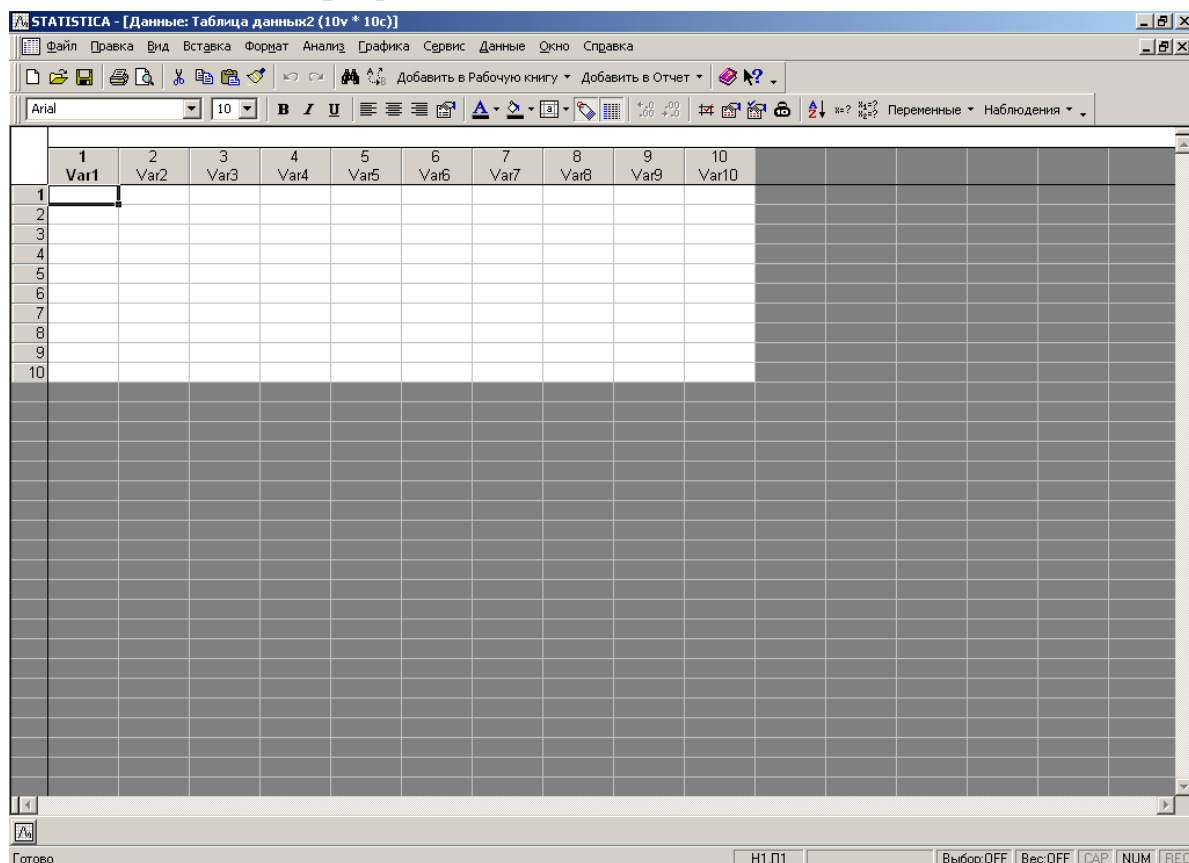 STATISTICA - [Данные: Таблица данных2 (10v * 10c)]
Файл Правка Вид Вставка Формат Анализ Графика Сервис Данные Окно Справка
Добавить в Рабочую книгу Добавить в Отчет
Arial 10 B I U Переменные Наблюдения
1 2 3 4 5 6 7 8 9 10
Var1 Var2 Var3 Var4 Var5 Var6 Var7 Var8 Var9 Var10
1
2
3
4
5
6
7
8
9
10
Готово Н1,П1 Выбор:OFF Вес:OFF CAP NUM REC